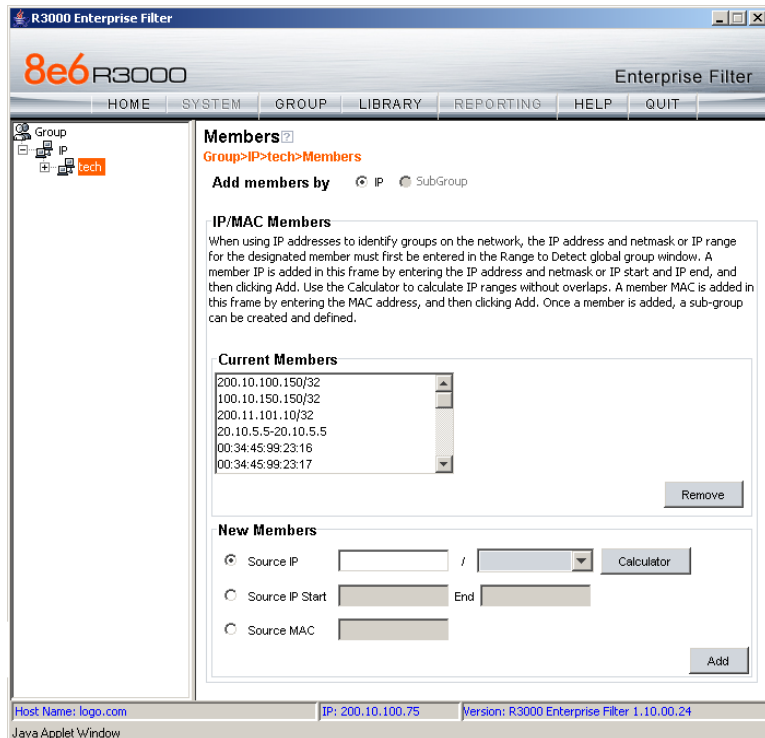 R3000 Enterprise Filter
8e6 R3000
Enterprise Filter
HOME SYSTEM GROUP LIBRARY REPORTING HELP QUIT
Group
IP
tech
Members?
Group>IP>tech>Members
Add members by IP SubGroup
IP/MAC Members
When using IP addresses to identify groups on the network, the IP address and netmask or IP range
for the designated member must first be entered in the Range to Detect global group window. A
member IP is added in this frame by entering the IP address and netmask or IP start and IP end, and
then clicking Add. Use the Calculator to calculate IP ranges without overlaps. A member MAC is added in
this frame by entering the MAC address, and then clicking Add. Once a member is added, a sub-group
can be created and defined.
Current Members
200.10.100.150/32
100.10.150.150/32
200.11.101.10/32
20.10.5.5-20.10.5.5
00:34:45:99:23:16
00:34:45:99:23:17
Remove
New Members
Source IP / Calculator
Source IP Start End
Source MAC
Add
Host Name: logo.com IP: 200.10.100.75 Version: R3000 Enterprise Filter 1.10.00.24
Java Applet Window